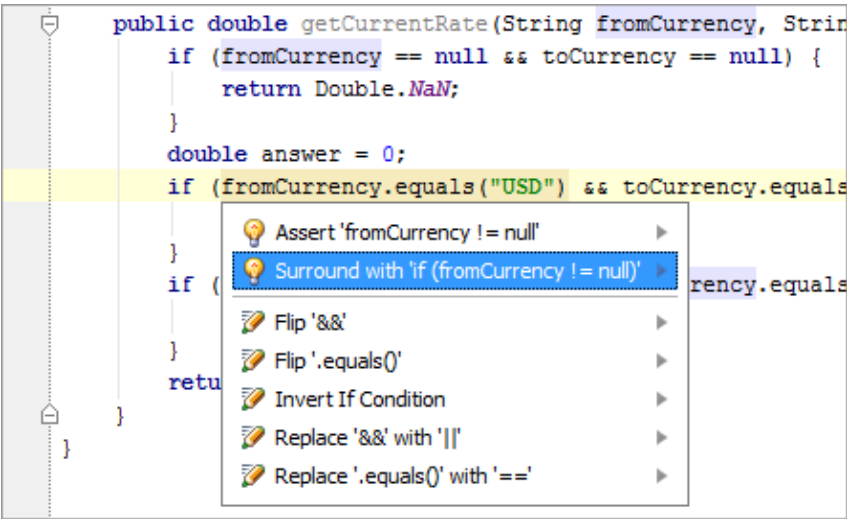 public double getCurrentRate(String fromCurrency, Strin
if (fromCurrency == null && toCurrency == null) {
return Double.NaN;
}
double answer = 0;
if (fromCurrency.equals("USD") && toCurrency.equals
Assert 'fromCurrency != null'
}
Surround with 'if (fromCurrency != null)'
if ( rency.equals
Flip '&&'
}
Flip '.equals()'
retu
Invert If Condition
}
Replace '&&' with '||'
}
Replace '.equals()' with '=='